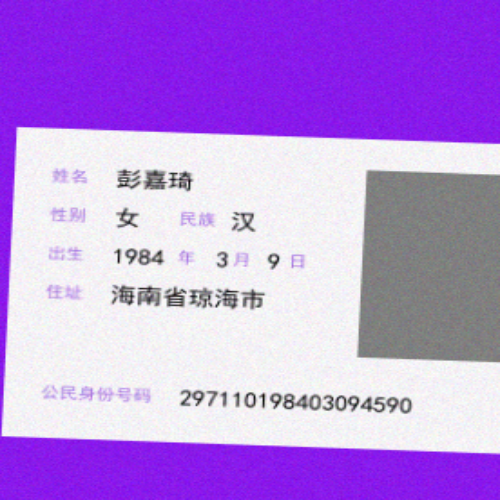 姓名 彭嘉琦
性别 女 民族 汉
出生 1984 年 3 月 9 日
住址 海南省琼海市
公民身份号码 297110198403094590